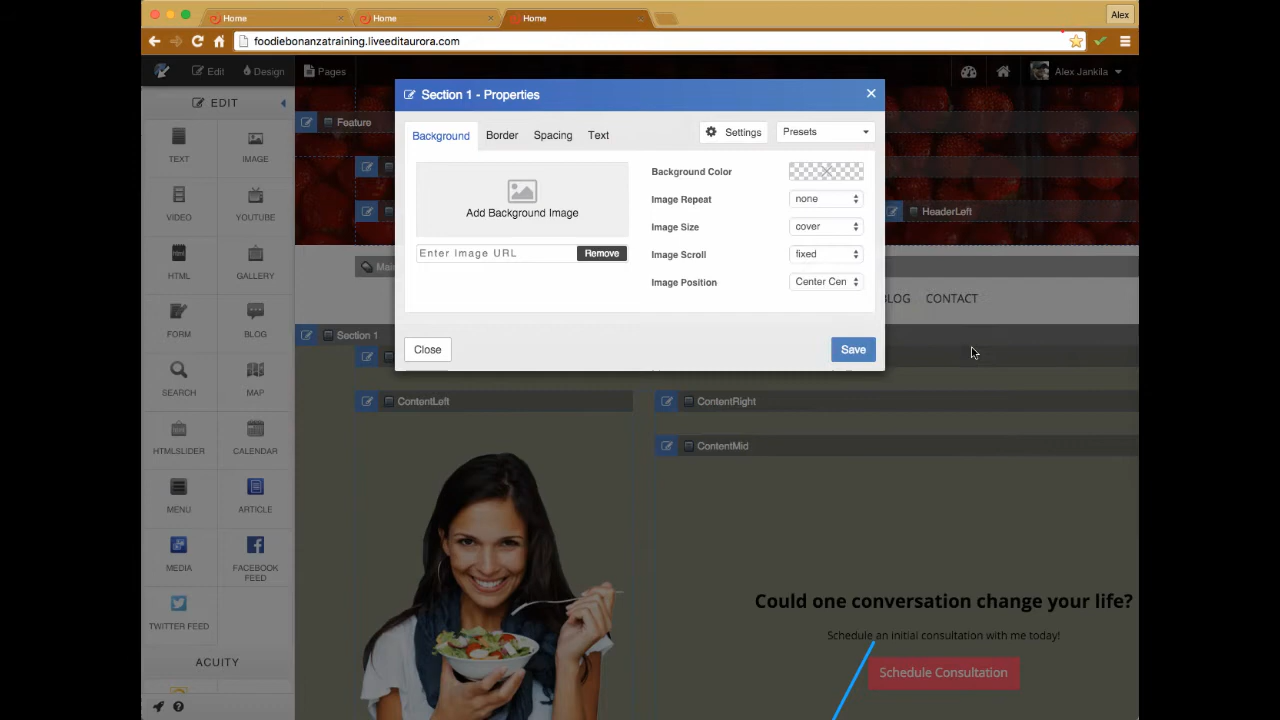 Home
Home
Home
Alex
foodiebonanzatraining.liveeditaurora.com
Edit
Design
Pages
Alex Jankila
EDIT
TEXT
IMAGE
VIDEO
YOUTUBE
HTML
GALLERY
FORM
BLOG
SEARCH
MAP
HTMLSLIDER
CALENDAR
MENU
ARTICLE
MEDIA
FACEBOOK
FEED
TWITTER FEED
ACUITY
Feature
HeaderLeft
Section 1 - Properties
Background
Border
Spacing
Text
Settings
Presets
Add Background Image
Enter Image URL
Remove
Background Color
Image Repeat
none
Image Size
cover
Image Scroll
fixed
Image Position
Center Cen
Close
Save
CONTACT
Section 1
ContentLeft
ContentRight
ContentMid
Could one conversation change your life?
Schedule an initial consultation with me today!
Schedule Consultation